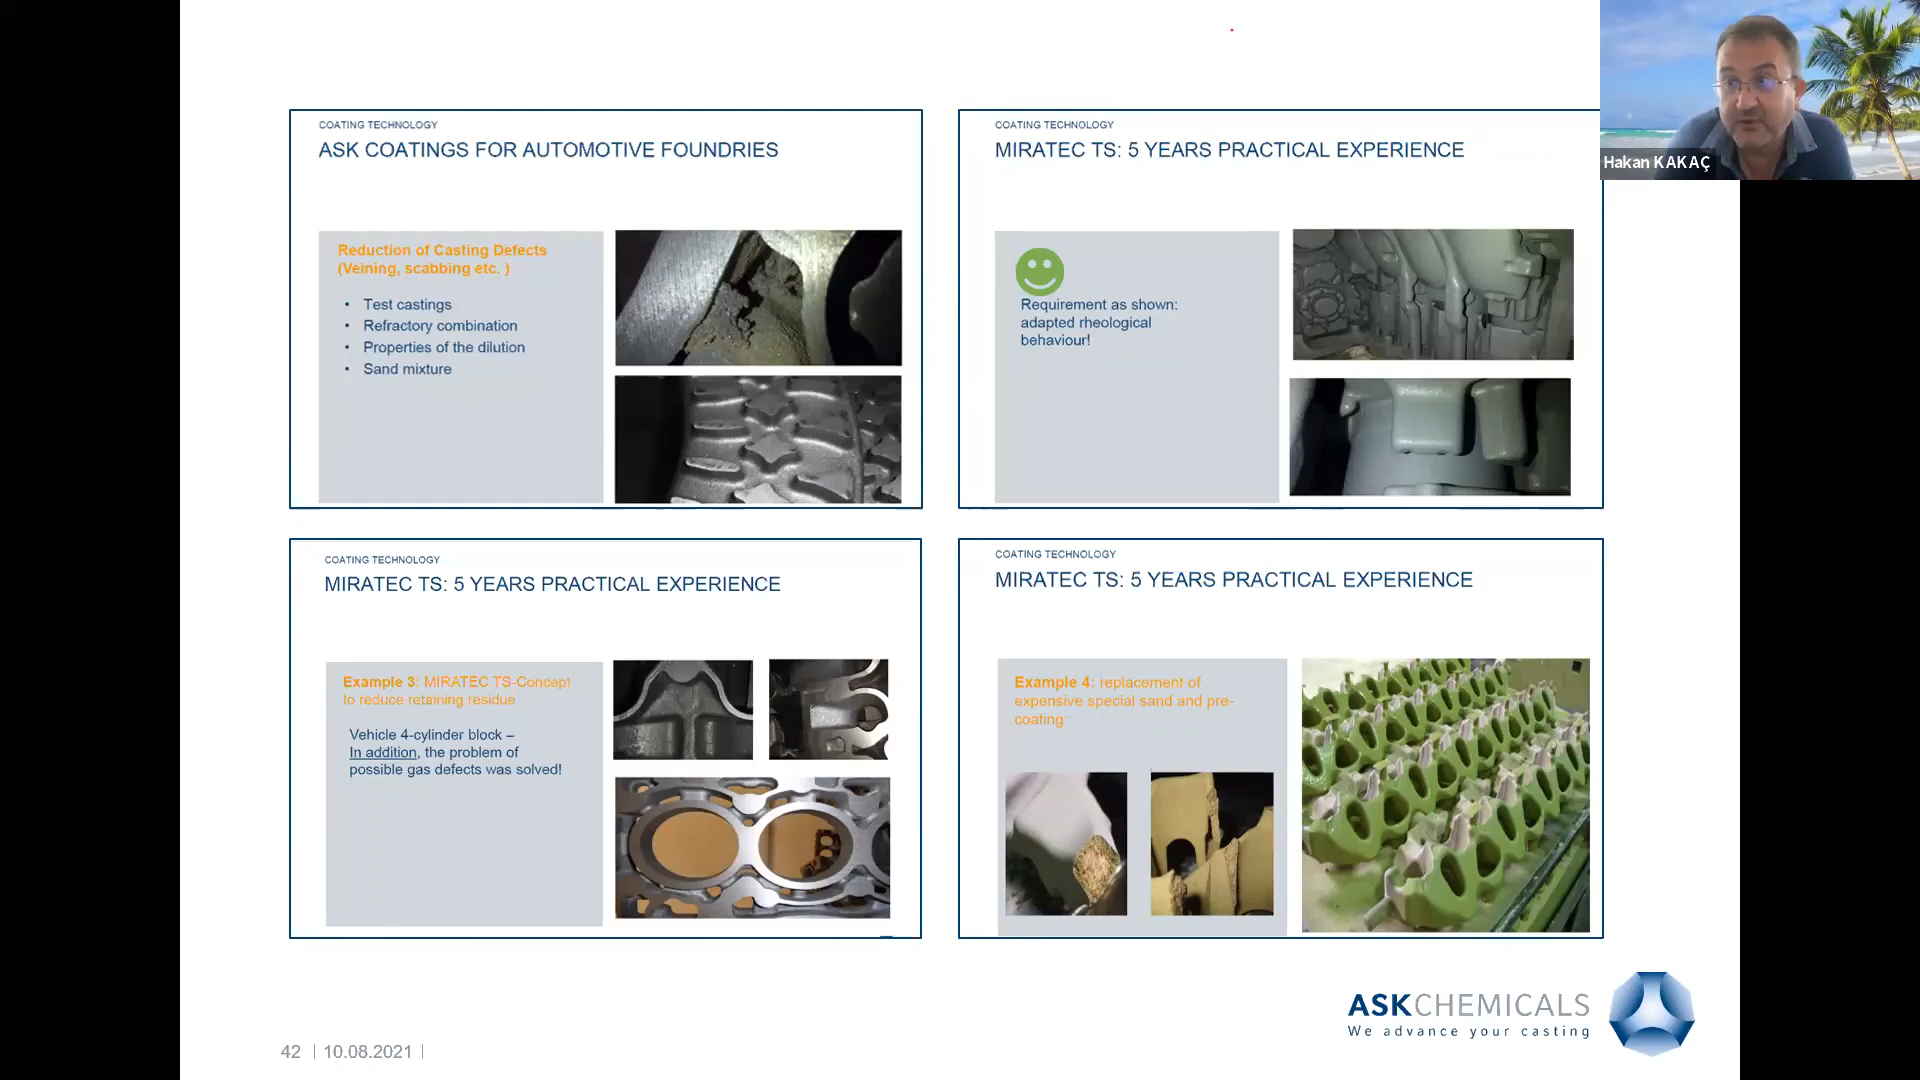 COATING TECHNOLOGY
ASK COATINGS FOR AUTOMOTIVE FOUNDRIES
Reduction of Casting Defects
(Veining, scabbing etc. )
• Test castings
• Refractory combination
• Properties of the dilution
• Sand mixture
COATING TECHNOLOGY
MIRATEC TS: 5 YEARS PRACTICAL EXPERIENCE
Requirement as shown:
adapted rheological
behaviour!
Hakan KAKAÇ
COATING TECHNOLOGY
MIRATEC TS: 5 YEARS PRACTICAL EXPERIENCE
Example 3: MIRATEC TS-Concept
to reduce retaining residue
Vehicle 4-cylinder block –
In addition, the problem of
possible gas defects was solved!
COATING TECHNOLOGY
MIRATEC TS: 5 YEARS PRACTICAL EXPERIENCE
Example 4: replacement of
expensive special sand and pre-
coating
ASKCHEMICALS
We advance your casting
42 | 10.08.2021 |